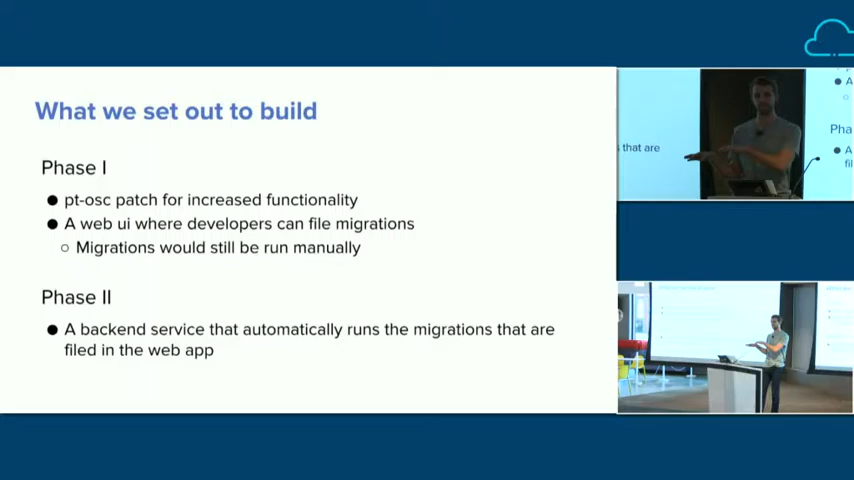 What we set out to build
Phase I
● pt-osc patch for increased functionality
● A web ui where developers can file migrations
○ Migrations would still be run manually
Phase II
● A backend service that automatically runs the migrations that are
filed in the web app
that are
● A
○
Pha
● A
fil